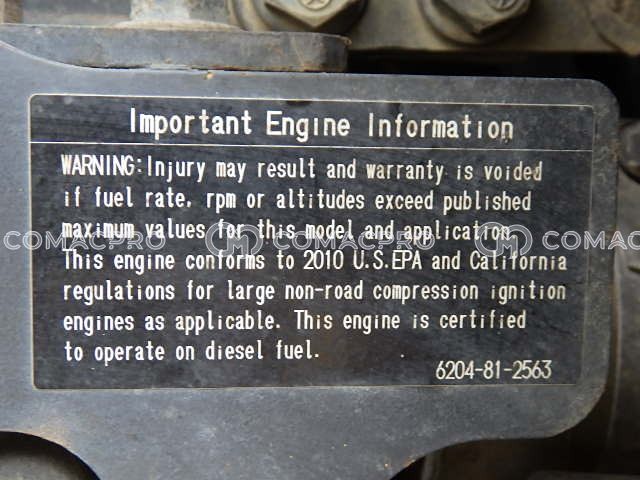 Important Engine Information
WARNING:Injury may result and warranty is voided
if fuel rate, rpm or altitudes exceed published
maximum values for this model and application.
This engine conforms to 2010 U.S.EPA and California
regulations for large non-road compression ignition
engines as applicable. This engine is certified
to operate on diesel fuel.
6204-81-2563
COMACPRO COMACPRO COMACPRO